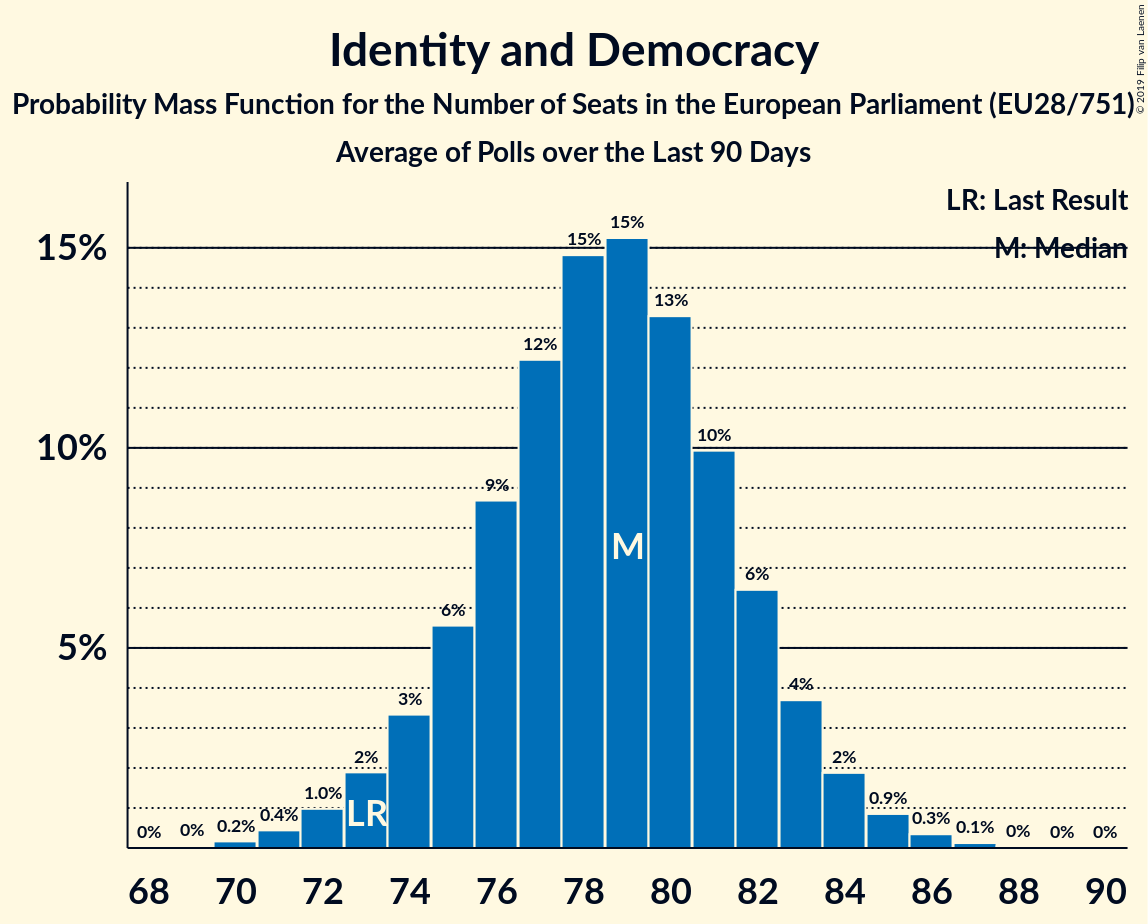 Identity and Democracy
Probability Mass Function for the Number of Seats in the European Parliament (EU28/751)
Average of Polls over the Last 90 Days
© 2019 Filip van Laenen
LR: Last Result
M: Median
15%
10%
5%
0%
0%
0.2%
0.4%
1.0%
2%
3%
6%
9%
12%
15%
15%
13%
10%
6%
4%
2%
0.9%
0.3%
0.1%
0%
0%
0%
LR
M
68 70 72 74 76 78 80 82 84 86 88 90